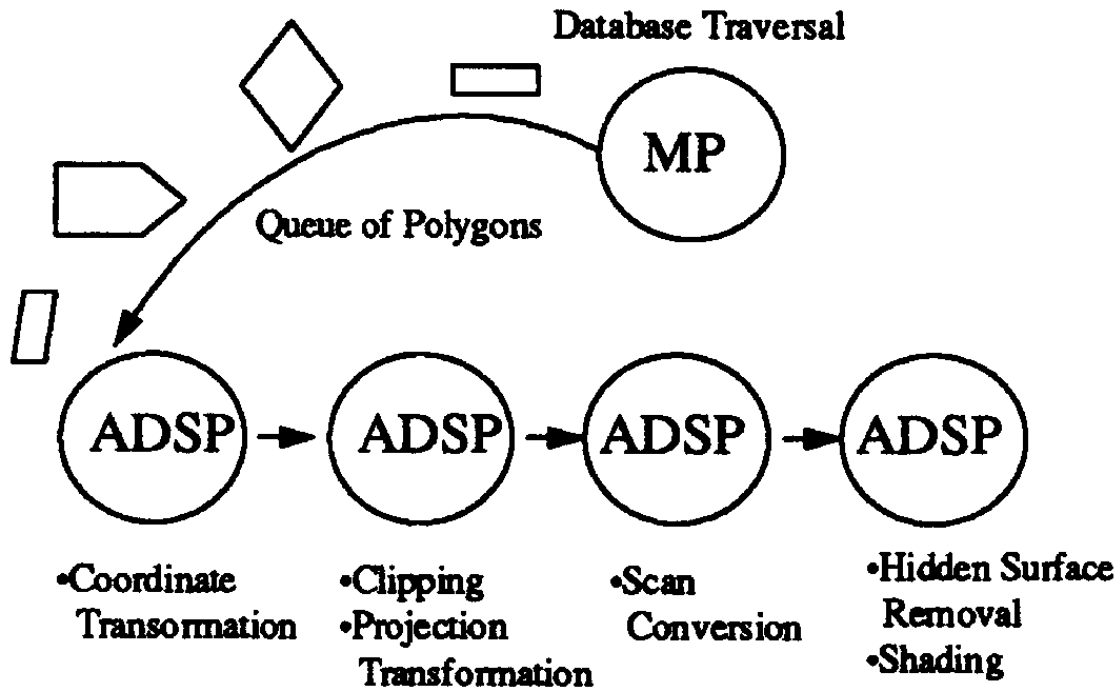 Database Traversal
MP
Queue of Polygons
ADSP
ADSP
ADSP
ADSP
•Coordinate
Transormation
•Clipping
•Projection
Transformation
•Scan
Conversion
•Hidden Surface
Removal
•Shading